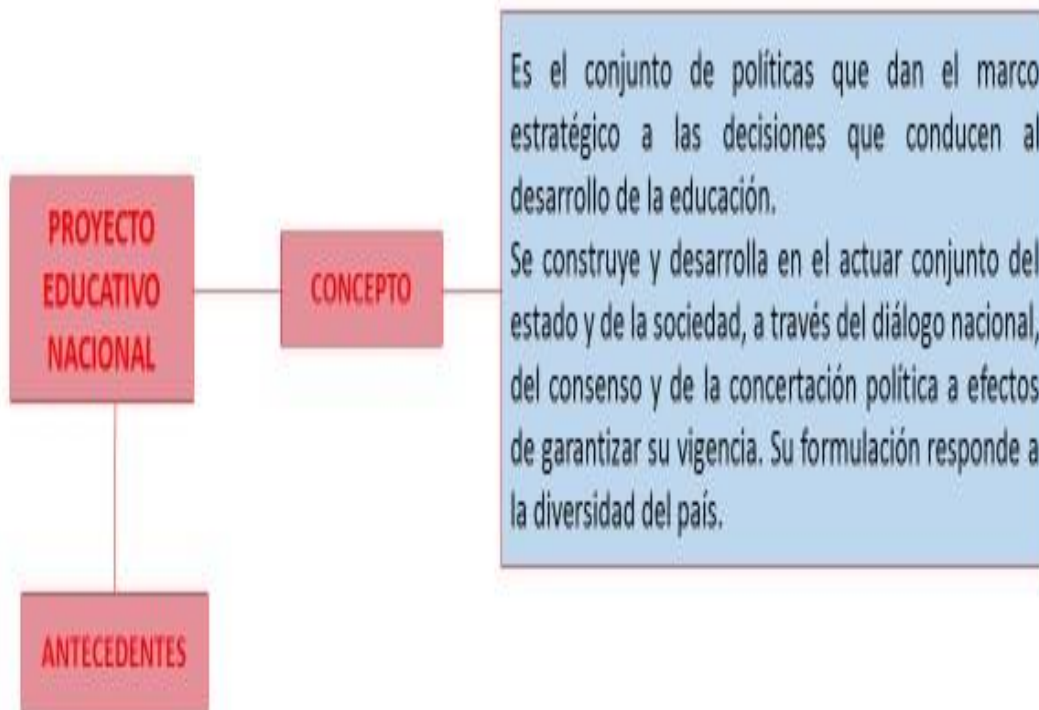 PROYECTO
EDUCATIVO
NACIONAL
CONCEPTO
Es el conjunto de políticas que dan el marco
estratégico a las decisiones que conducen al
desarrollo de la educación.
Se construye y desarrolla en el actuar conjunto del
estado y de la sociedad, a través del diálogo nacional,
del consenso y de la concertación política a efectos
de garantizar su vigencia. Su formulación responde a
la diversidad del país.
ANTECEDENTES